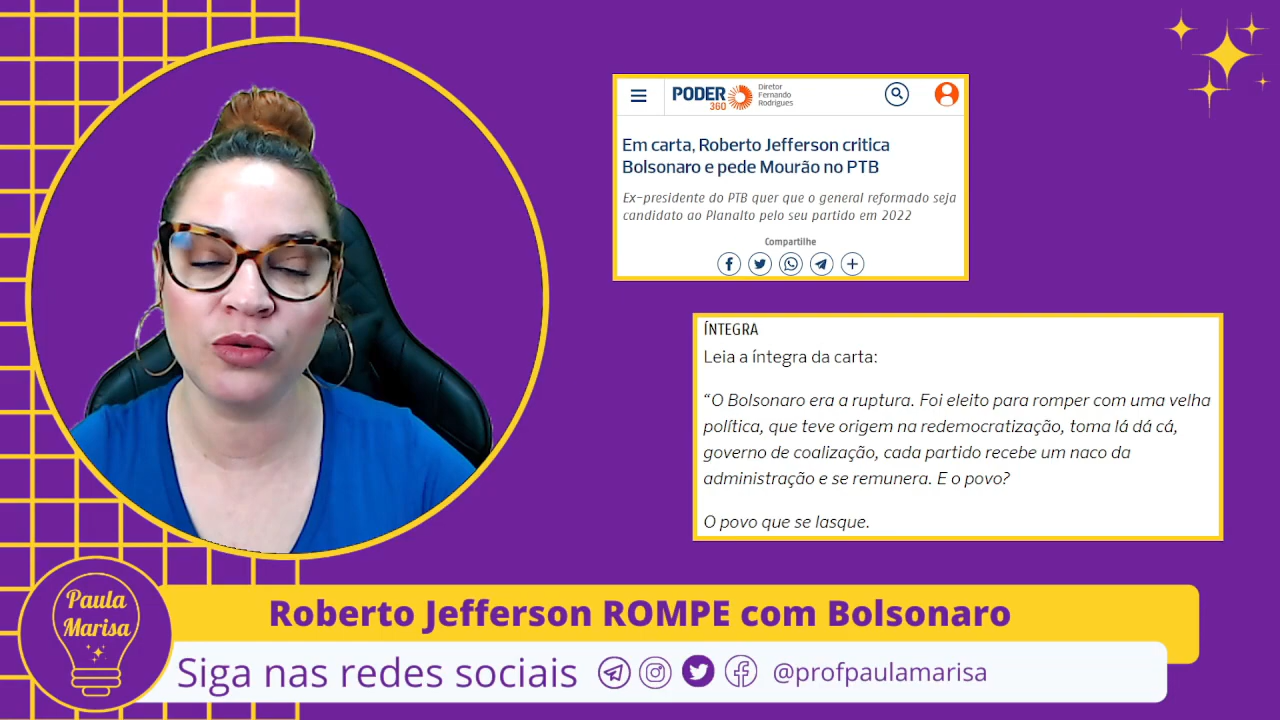 PODER
360
Diretor
Fernando
Rodrigues
Em carta, Roberto Jefferson critica
Bolsonaro e pede Mourão no PTB
Ex-presidente do PTB quer que o general reformado seja
candidato ao Planalto pelo seu partido em 2022
Compartilhe
ÍNTEGRA
Leia a íntegra da carta:
“O Bolsonaro era a ruptura. Foi eleito para romper com uma velha
política, que teve origem na redemocratização, toma lá dá cá,
governo de coalização, cada partido recebe um naco da
administração e se remunera. E o povo?
O povo que se lasque.
Paula
Marisa
Roberto Jefferson ROMPE com Bolsonaro
Siga nas redes sociais @profpaulamarisa